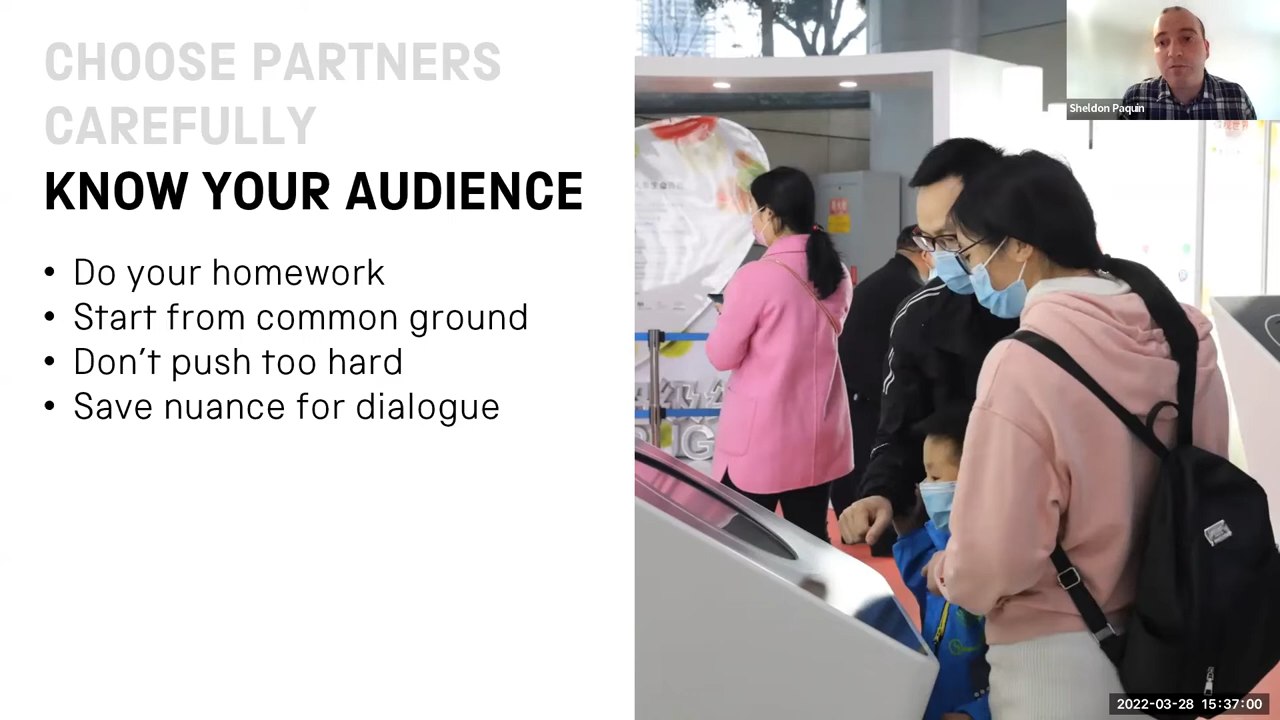 CHOOSE PARTNERS
CAREFULLY
KNOW YOUR AUDIENCE
• Do your homework
• Start from common ground
• Don’t push too hard
• Save nuance for dialogue
Sheldon Paquin
2022-03-28 15:37:00